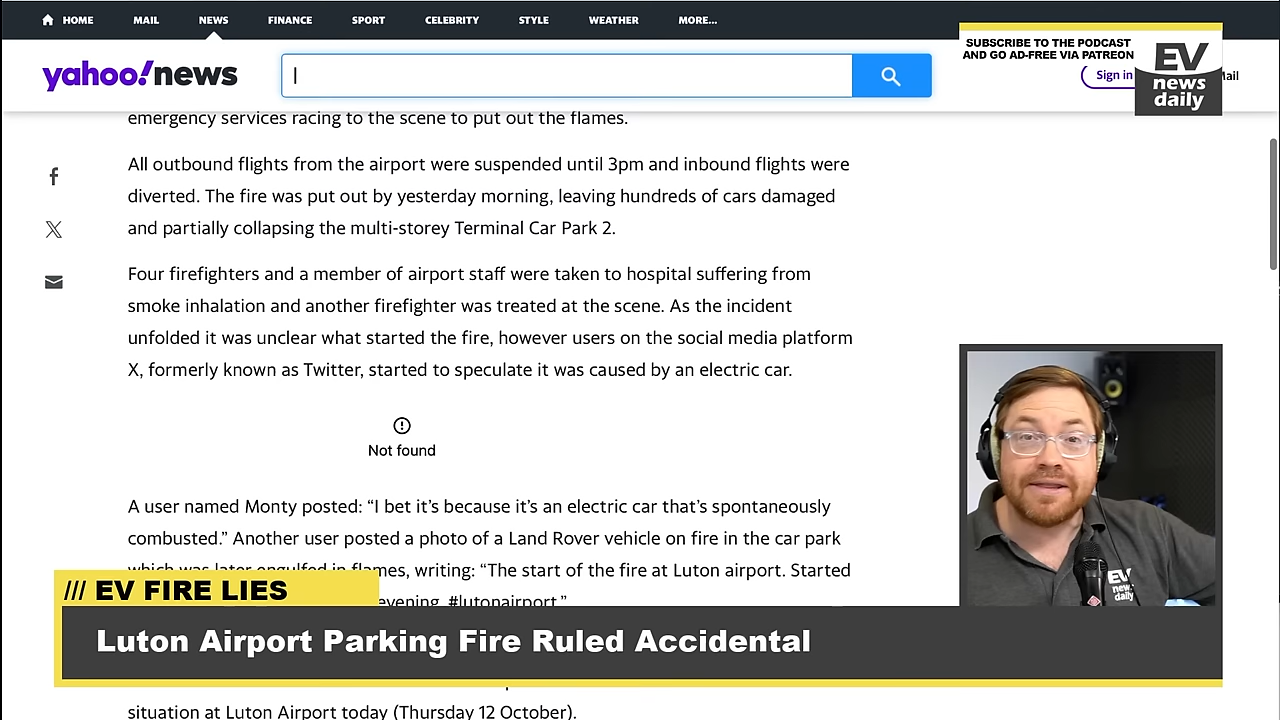 HOME MAIL NEWS FINANCE SPORT CELEBRITY STYLE WEATHER MORE...
SUBSCRIBE TO THE PODCAST
AND GO AD-FREE VIA PATREON
EV
news
daily
yahoo!news
Sign in
Mail
emergency services racing to the scene to put out the flames.
All outbound flights from the airport were suspended until 3pm and inbound flights were
diverted. The fire was put out by yesterday morning, leaving hundreds of cars damaged
and partially collapsing the multi-storey Terminal Car Park 2.
Four firefighters and a member of airport staff were taken to hospital suffering from
smoke inhalation and another firefighter was treated at the scene. As the incident
unfolded it was unclear what started the fire, however users on the social media platform
X, formerly known as Twitter, started to speculate it was caused by an electric car.
Not found
A user named Monty posted: “I bet it’s because it’s an electric car that’s spontaneously
combusted.” Another user posted a photo of a Land Rover vehicle on fire in the car park
which was later engulfed in flames, writing: “The start of the fire at Luton airport. Started
evening. #lutonairport.”
EV
news
daily
/// EV FIRE LIES
Luton Airport Parking Fire Ruled Accidental
situation at Luton Airport today (Thursday 12 October).